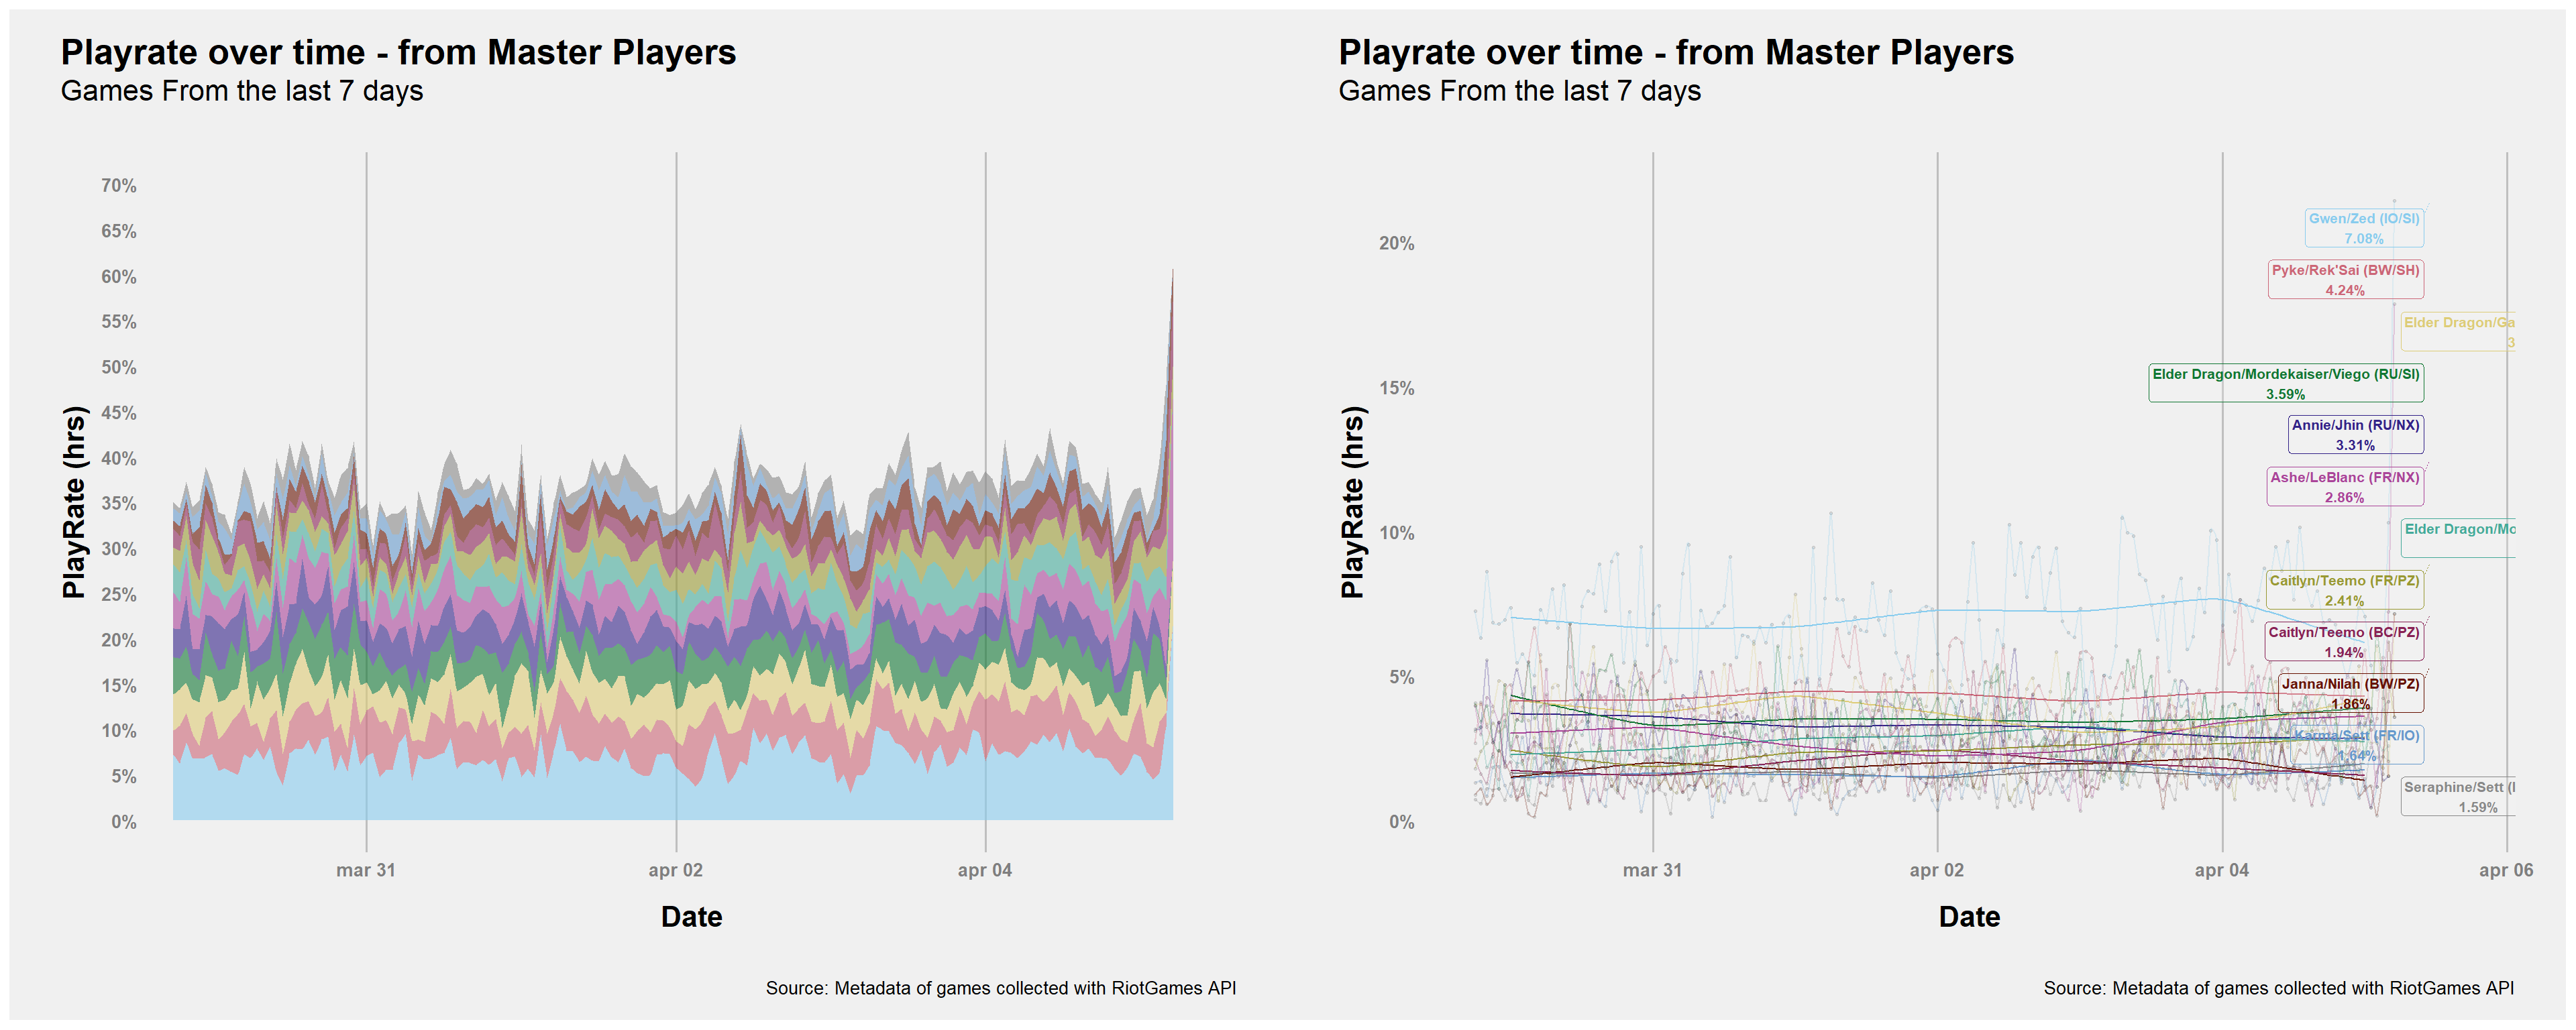 Playrate over time - from Master Players
Games From the last 7 days
PlayRate (hrs)
70%
65%
60%
55%
50%
45%
40%
35%
30%
25%
20%
15%
10%
5%
0%
mar 31
apr 02
apr 04
Date
Source: Metadata of games collected with RiotGames API
Playrate over time - from Master Players
Games From the last 7 days
PlayRate (hrs)
20%
15%
10%
5%
0%
Gwen/Zed (IO/SI)
7.08%
Pyke/Rek'Sai (BW/SH)
4.24%
Elder Dragon/Ga
3
Elder Dragon/Mordekaiser/Viego (RU/SI)
3.59%
Annie/Jhin (RU/NX)
3.31%
Ashe/LeBlanc (FR/NX)
2.86%
Elder Dragon/Mo
Caitlyn/Teemo (FR/PZ)
2.41%
Caitlyn/Teemo (BC/PZ)
1.94%
Janna/Nilah (BW/PZ)
1.86%
Karma/Sett (FR/IO)
1.64%
Seraphine/Sett (I
1.59%
mar 31
apr 02
apr 04
apr 06
Date
Source: Metadata of games collected with RiotGames API